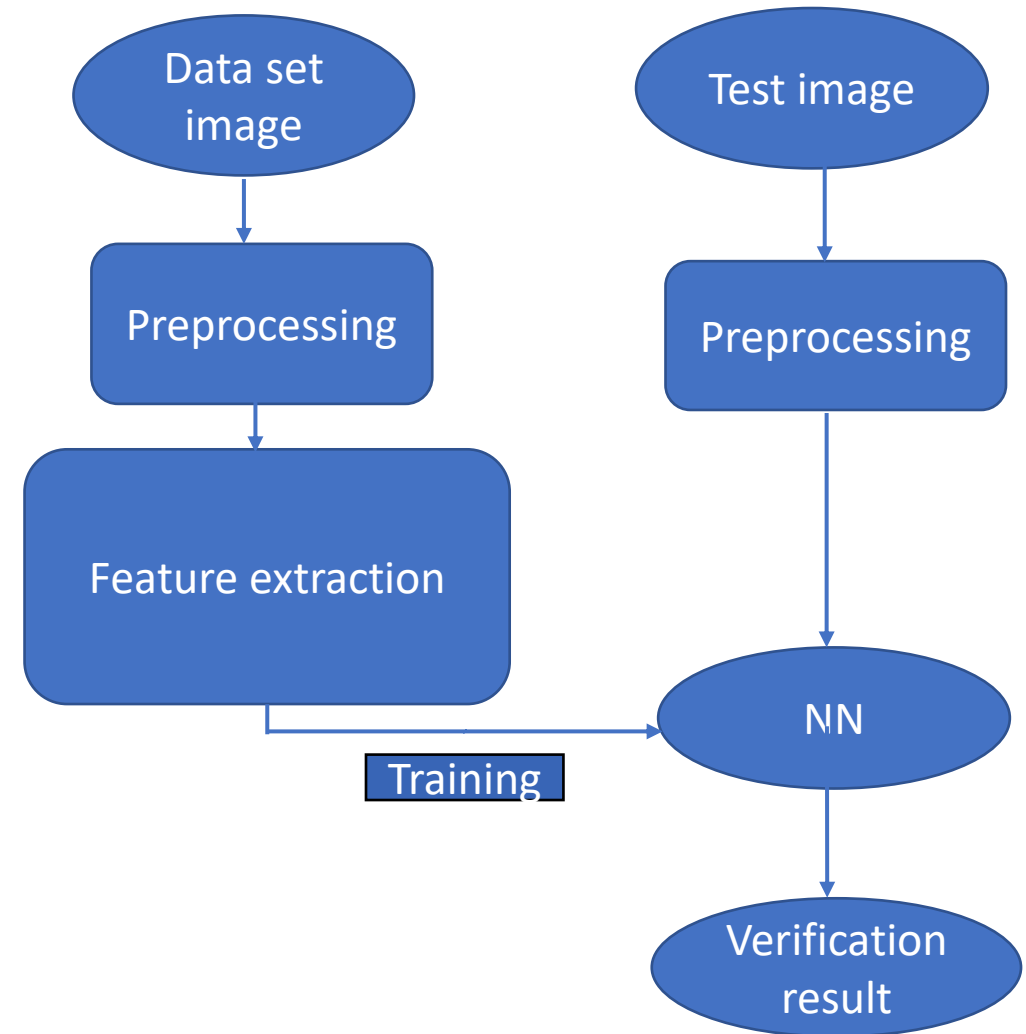 Data set
image
Preprocessing
Feature extraction
Training
Test image
Preprocessing
NN
Verification
result